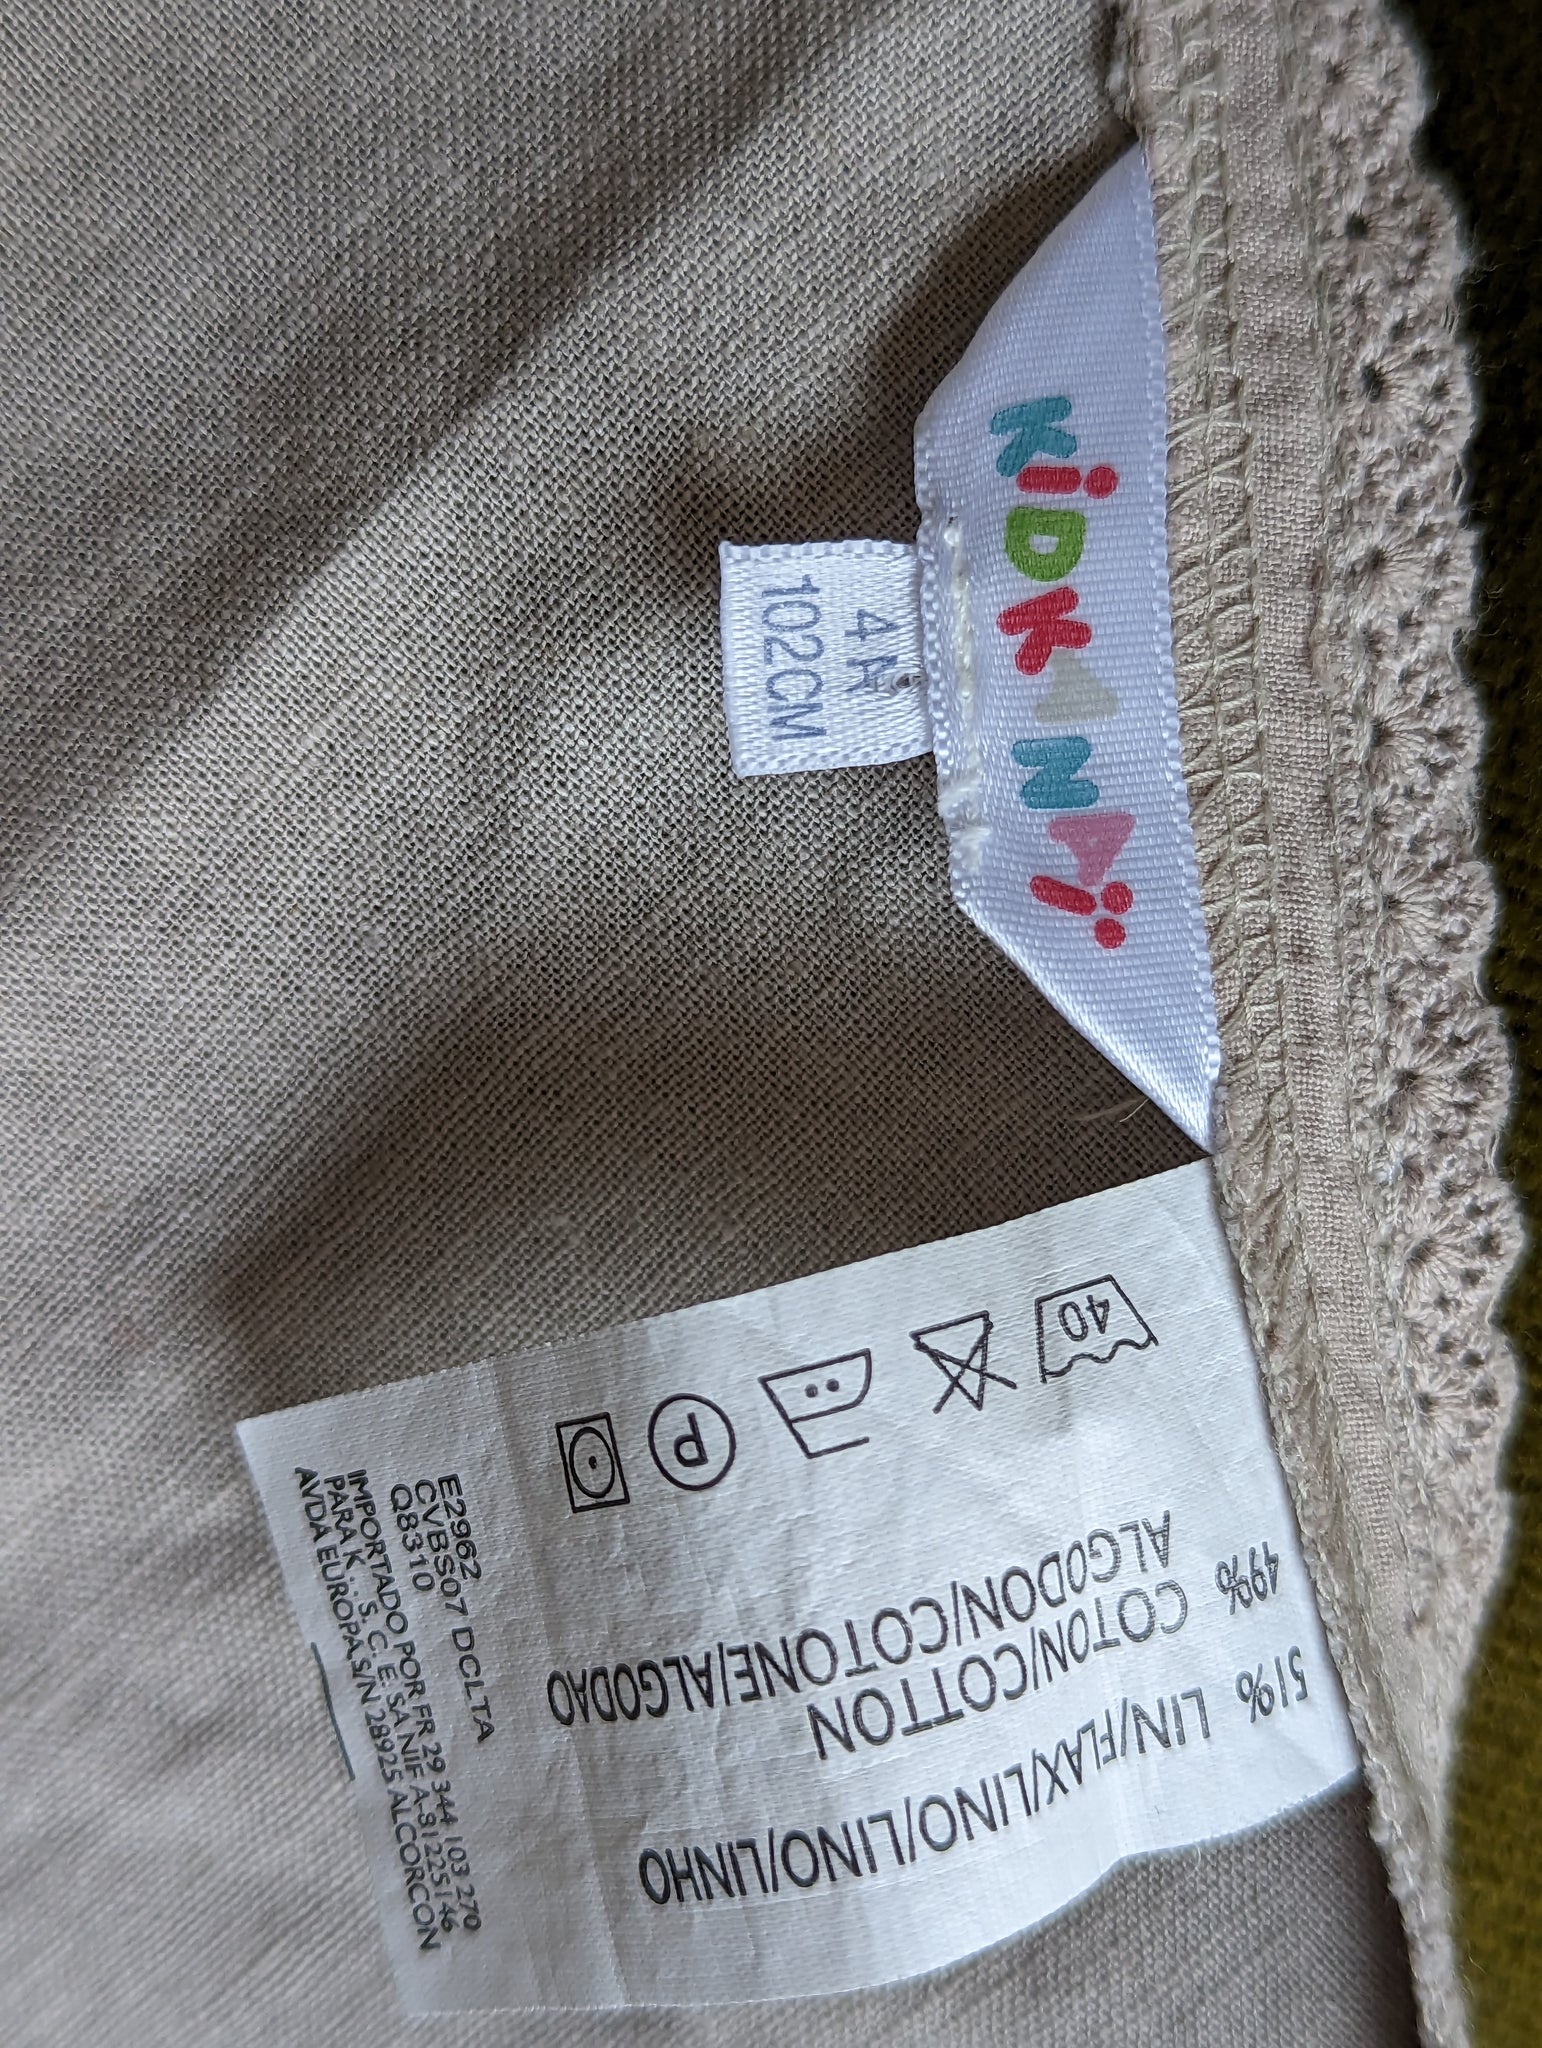 KiDKANVÏ
4A
102CM
40
P
51% LIN/FLAX/LINO/LINO/LINHO
49% COTON/COTTON
ALGODON/COTONE/ALGODAO
E2962
CVBS07 DCLTA
Q8310
IMPORTADO POR FR 29 344 103 270
PARA K . S. C. E. SA NIF A-81225146
AVDA EUROPA,S/N 28925 ALCORCON